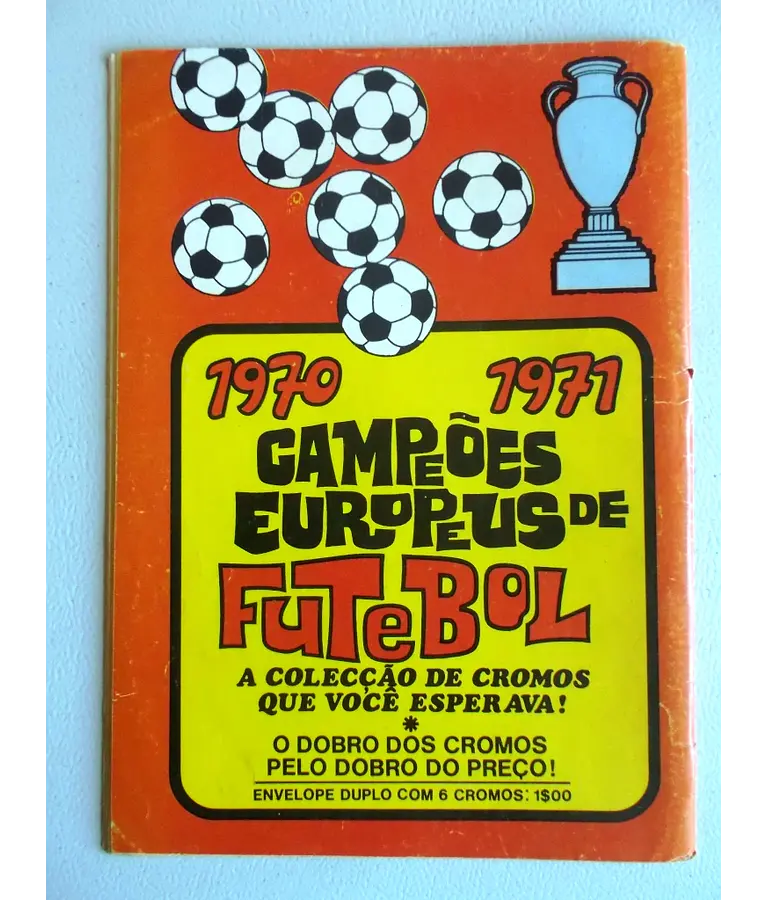 1970 1971
CAMPEÕES
EUROPEUS DE
FUTEBOL
A COLECÇÃO DE CROMOS
QUE VOCÊ ESPERAVA!
*
O DOBRO DOS CROMOS
PELO DOBRO DO PREÇO!
ENVELOPE DUPLO COM 6 CROMOS: 1$00